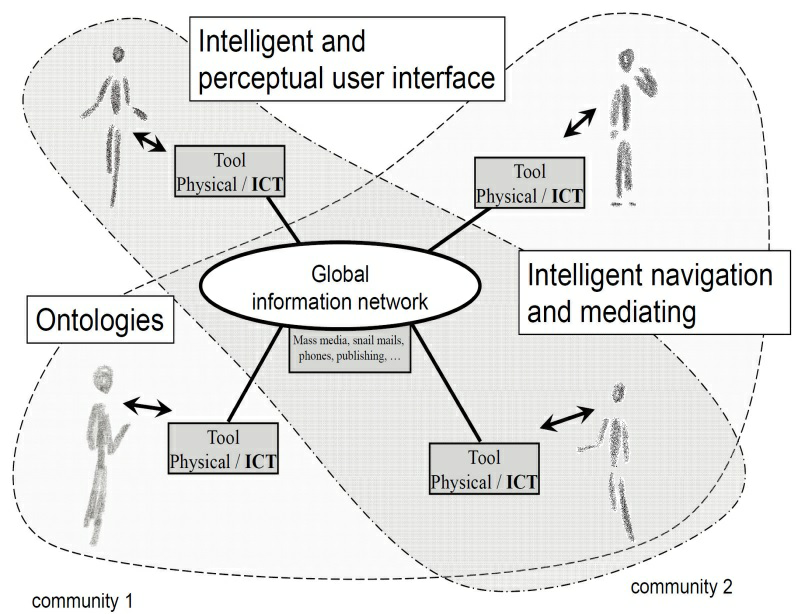 Intelligent and
perceptual user interface
Tool
Physical / ICT
Tool
Physical / ICT
Global
information network
Intelligent navigation
and mediating
Ontologies
Mass media, snail mails,
phones, publishing, …
Tool
Physical / ICT
Tool
Physical / ICT
community 1
community 2